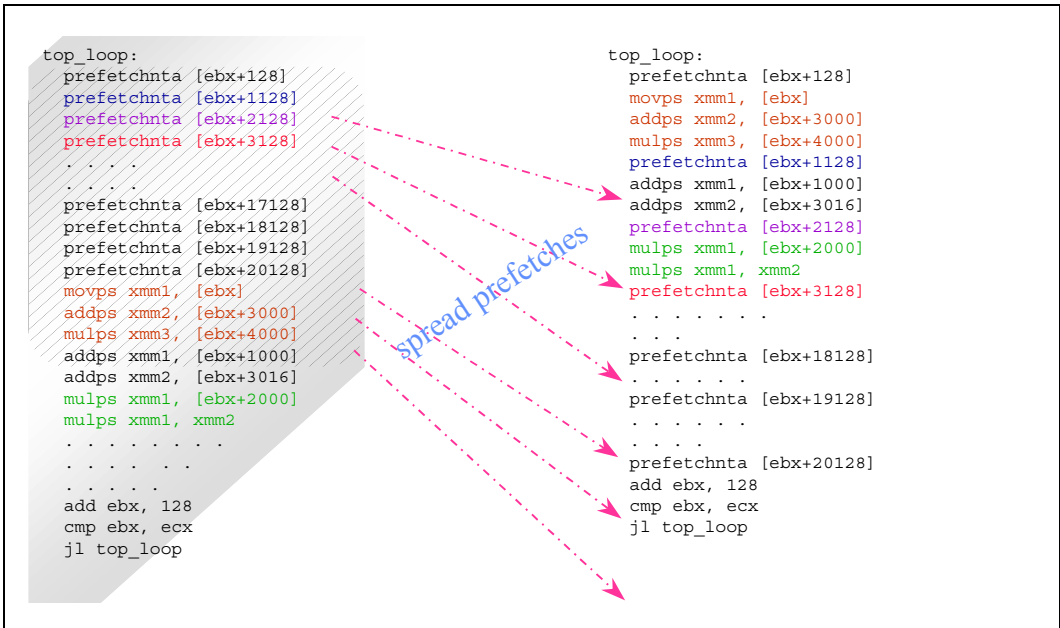 top_loop:
prefetchnta [ebx+128]
prefetchnta [ebx+1128]
prefetchnta [ebx+2128]
prefetchnta [ebx+3128]
. . . .
. . . .
prefetchnta [ebx+17128]
prefetchnta [ebx+18128]
prefetchnta [ebx+19128]
prefetchnta [ebx+20128]
movps xmm1, [ebx]
addps xmm2, [ebx+3000]
mulps xmm3, [ebx+4000]
addps xmm1, [ebx+1000]
addps xmm2, [ebx+3016]
mulps xmm1, [ebx+2000]
mulps xmm1, xmm2
. . . . . . . .
. . . . . .
. . . . .
add ebx, 128
cmp ebx, ecx
jl top_loop
spread prefetches
top_loop:
prefetchnta [ebx+128]
movps xmm1, [ebx]
addps xmm2, [ebx+3000]
mulps xmm3, [ebx+4000]
prefetchnta [ebx+1128]
addps xmm1, [ebx+1000]
addps xmm2, [ebx+3016]
prefetchnta [ebx+2128]
mulps xmm1, [ebx+2000]
mulps xmm1, xmm2
prefetchnta [ebx+3128]
. . . . . . .
. . .
prefetchnta [ebx+18128]
. . . . . .
prefetchnta [ebx+19128]
. . . . . .
. . . .
prefetchnta [ebx+20128]
add ebx, 128
cmp ebx, ecx
jl top_loop